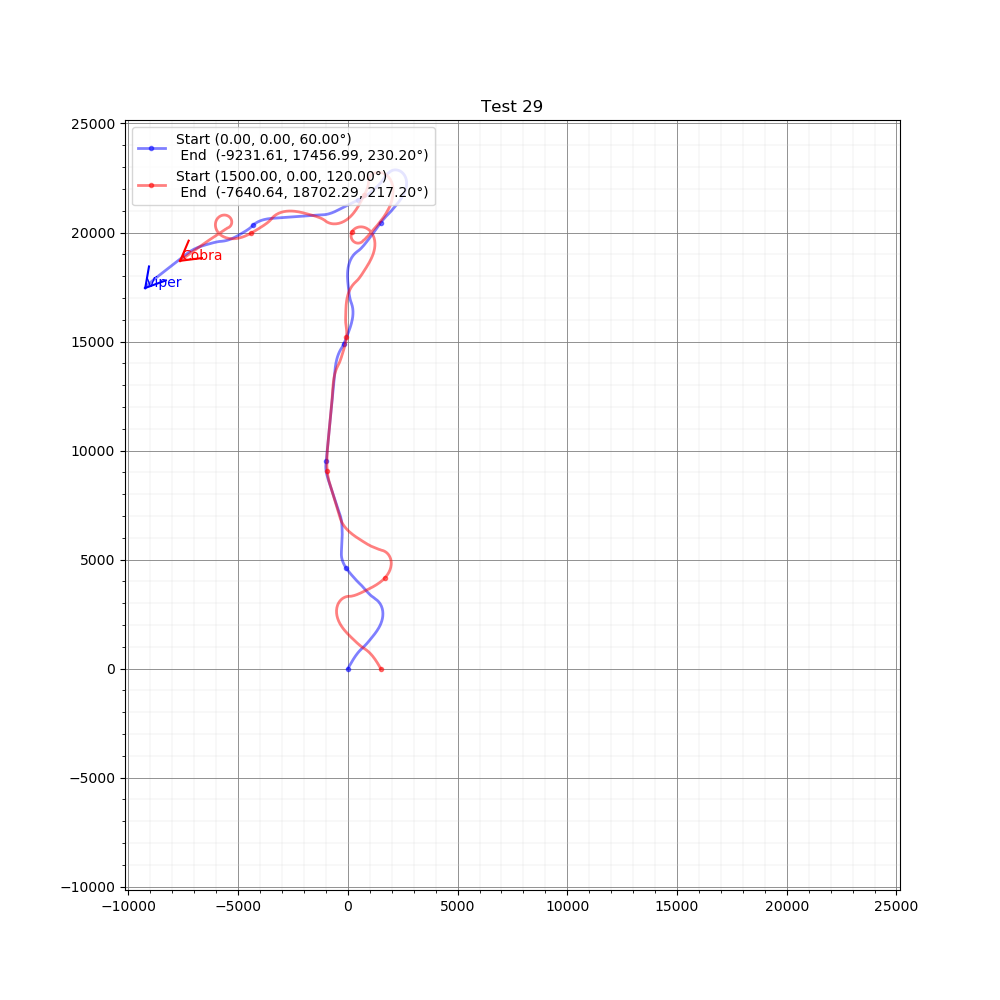 Test 29
25000
20000
15000
10000
5000
0
−5000
−10000
Start (0.00, 0.00, 60.00°)
End  (-9231.61, 17456.99, 230.20°)
Start (1500.00, 0.00, 120.00°)
End  (-7640.64, 18702.29, 217.20°)
Cobra
Viper
−10000 −5000 0 5000 10000 15000 20000 25000